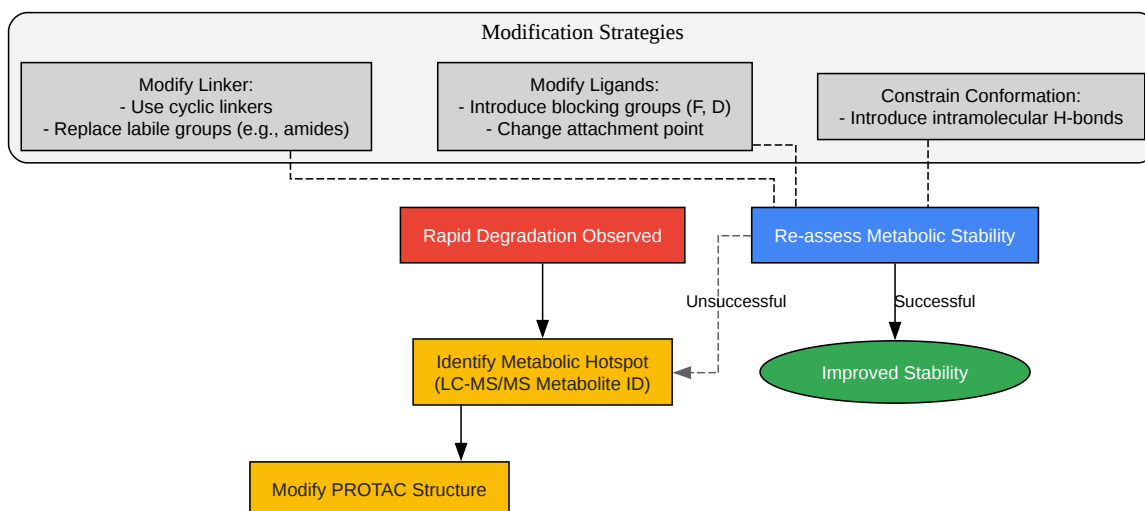 Modification Strategies
Modify Linker:
- Use cyclic linkers
- Replace labile groups (e.g., amides)
Modify Ligands:
- Introduce blocking groups (F, D)
- Change attachment point
Constrain Conformation:
- Introduce intramolecular H-bonds
Rapid Degradation Observed
Re-assess Metabolic Stability
Unsuccessful
Successful
Identify Metabolic Hotspot
(LC-MS/MS Metabolite ID)
Improved Stability
Modify PROTAC Structure